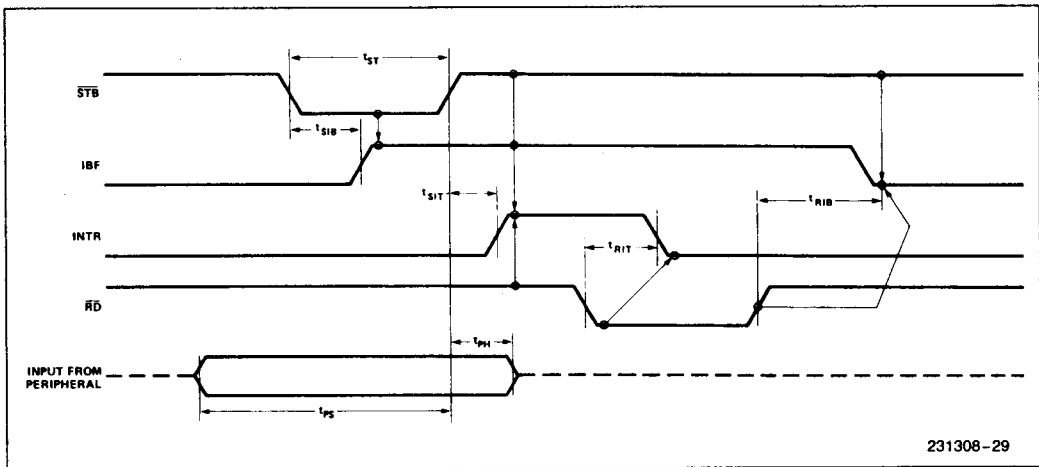 tST
STB
tSIB
IBF
tSIT
tRIB
INTR
tRIT
RD
tPH
INPUT FROM
PERIPHERAL
tPS
231308-29